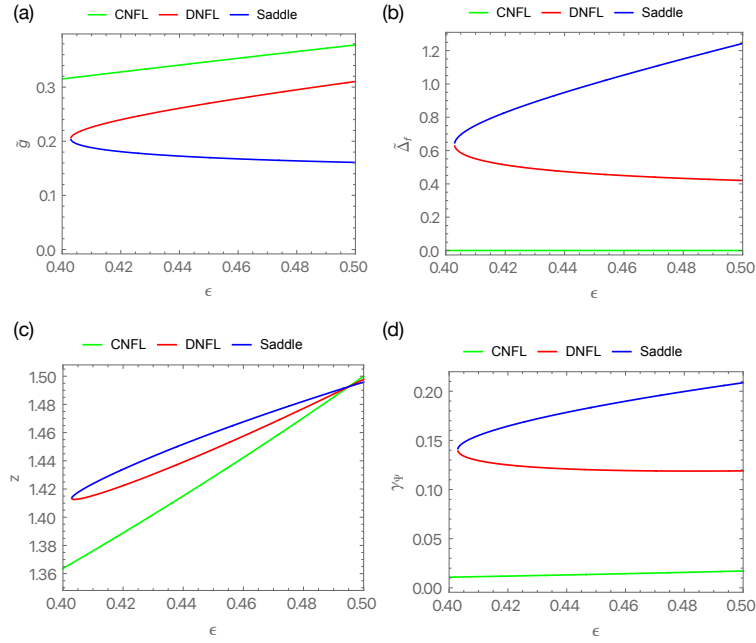 (a)
CNFL DNFL Saddle
g̃
0.3
0.2
0.1
0.0
0.40 0.42 0.44 0.46 0.48 0.50
ϵ
(b)
CNFL DNFL Saddle
Δ̃f
1.2
1.0
0.8
0.6
0.4
0.2
0.0
0.40 0.42 0.44 0.46 0.48 0.50
ϵ
(c)
CNFL DNFL Saddle
z
1.50
1.48
1.46
1.44
1.42
1.40
1.38
1.36
0.40 0.42 0.44 0.46 0.48 0.50
ϵ
(d)
CNFL DNFL Saddle
γΨ
0.20
0.15
0.10
0.05
0.00
0.40 0.42 0.44 0.46 0.48 0.50
ϵ